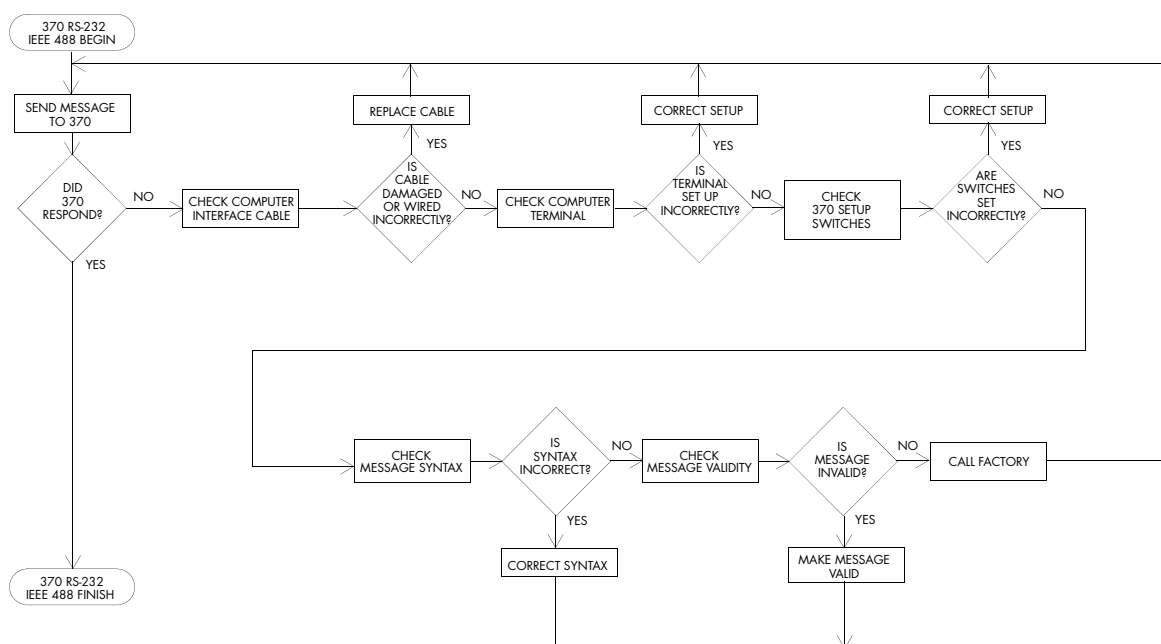 370 RS-232
IEEE 488 BEGIN
SEND MESSAGE
TO 370
DID
370
RESPOND?
NO
YES
CHECK COMPUTER
INTERFACE CABLE
REPLACE CABLE
YES
IS
CABLE
DAMAGED
OR WIRED
INCORRECTLY?
NO
CHECK COMPUTER
TERMINAL
CORRECT SETUP
YES
IS
TERMINAL
SET UP
INCORRECTLY?
NO
CHECK
370 SETUP
SWITCHES
CORRECT SETUP
YES
ARE
SWITCHES
SET
INCORRECTLY?
NO
CHECK
MESSAGE SYNTAX
IS
SYNTAX
INCORRECT?
NO
YES
CORRECT SYNTAX
CHECK
MESSAGE VALIDITY
IS
MESSAGE
INVALID?
NO
YES
MAKE MESSAGE
VALID
CALL FACTORY
370 RS-232
IEEE 488 FINISH